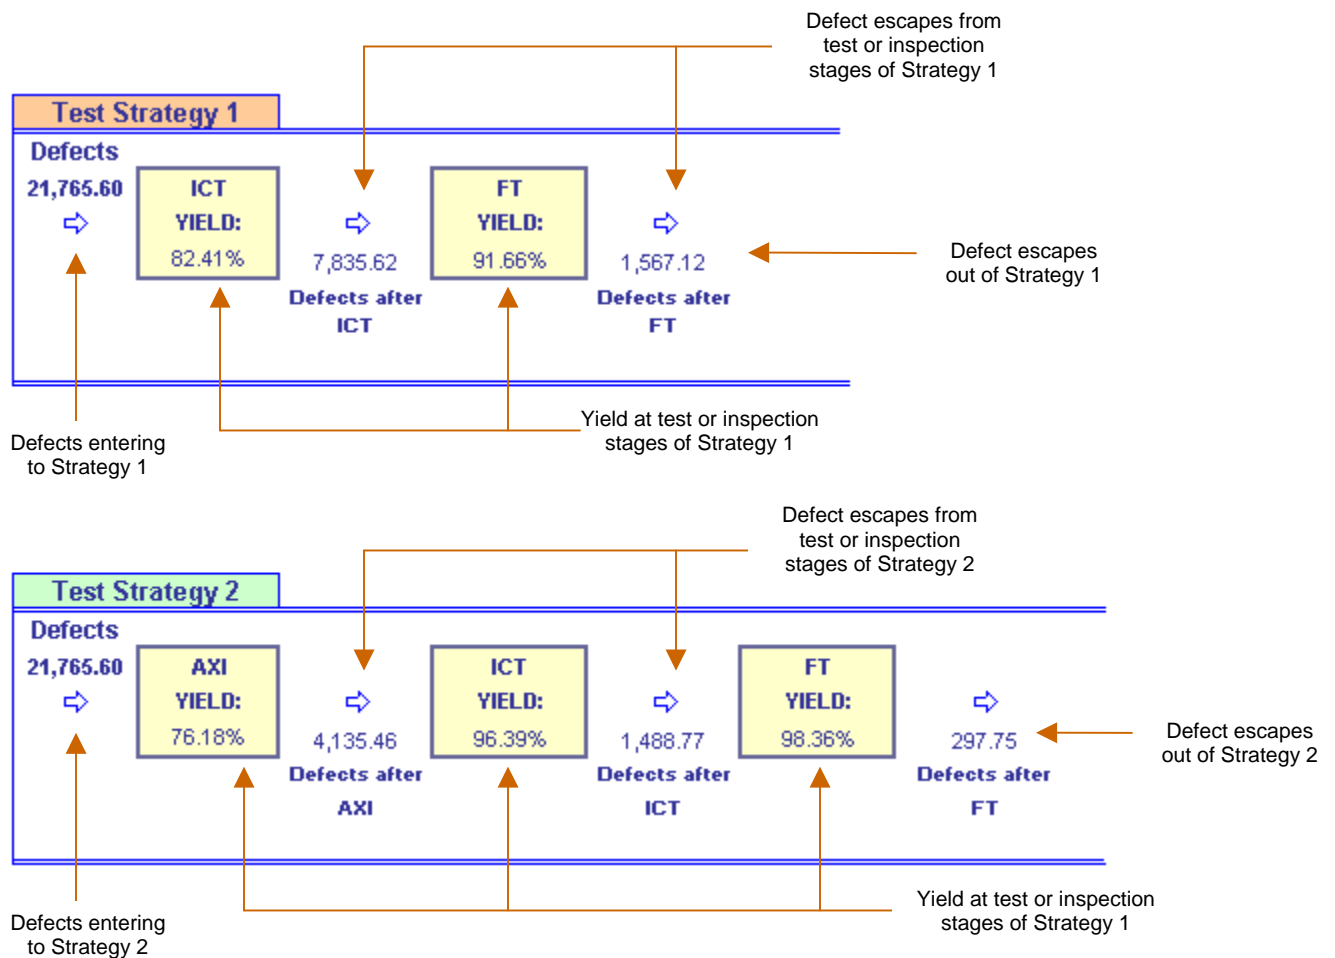 Defect escapes from
test or inspection
stages of Strategy 1
Test Strategy 1
Defects
21,765.60
ICT
YIELD:
82.41%
7,835.62
Defects after
ICT
FT
YIELD:
91.66%
1,567.12
Defects after
FT
Defect escapes
out of Strategy 1
Defects entering
to Strategy 1
Yield at test or inspection
stages of Strategy 1
Defect escapes from
test or inspection
stages of Strategy 2
Test Strategy 2
Defects
21,765.60
AXI
YIELD:
76.18%
4,135.46
Defects after
AXI
ICT
YIELD:
96.39%
1,488.77
Defects after
ICT
FT
YIELD:
98.36%
297.75
Defects after
FT
Defect escapes
out of Strategy 2
Defects entering
to Strategy 2
Yield at test or inspection
stages of Strategy 1